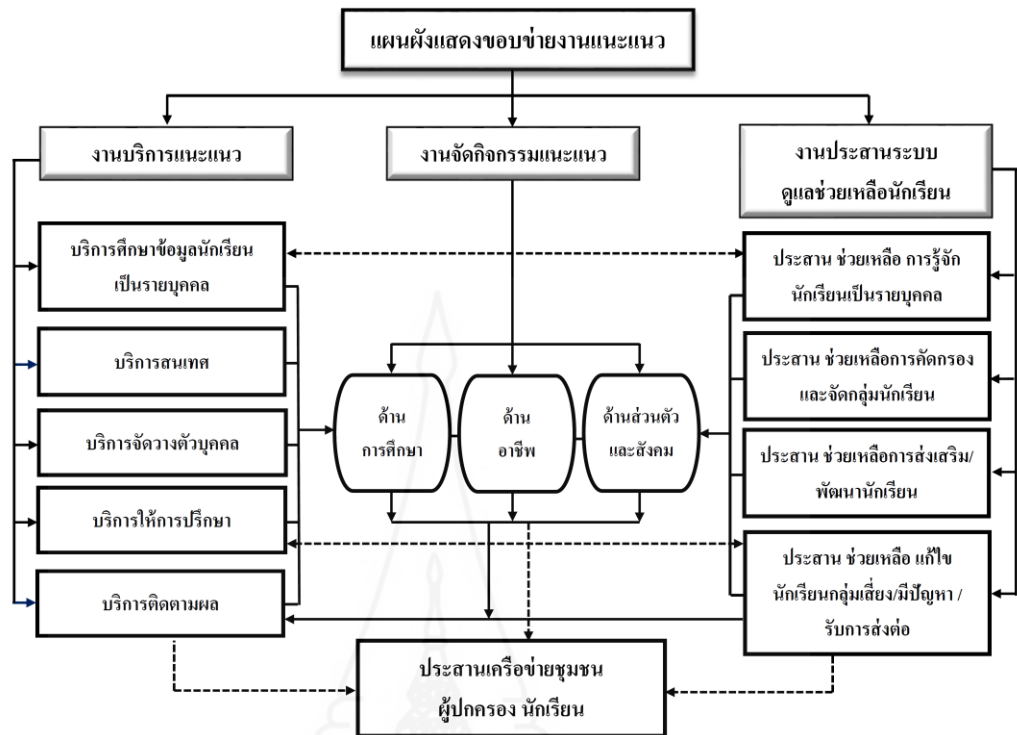 แผนผังแสดงขอบข่ายงานแนะแนว
งานบริการแนะแนว
งานจัดกิจกรรมแนะแนว
งานประสานระบบ
ดูแลช่วยเหลือนักเรียน
บริการศึกษาข้อมูลนักเรียน
เป็นรายบุคคล
บริการสนเทศ
บริการจัดวางตัวบุคคล
บริการให้การปรึกษา
บริการติดตามผล
ด้าน
การศึกษา
ด้าน
อาชีพ
ด้านส่วนตัว
และสังคม
ประสาน ช่วยเหลือ การรู้จัก
นักเรียนเป็นรายบุคคล
ประสาน ช่วยเหลือการคัดกรอง
และจัดกลุ่มนักเรียน
ประสาน ช่วยเหลือการส่งเสริม/
พัฒนานักเรียน
ประสาน ช่วยเหลือ แก้ไข
นักเรียนกลุ่มเสี่ยง/มีปัญหา /
รับการส่งต่อ
ประสานเครือข่ายชุมชน
ผู้ปกครอง นักเรียน